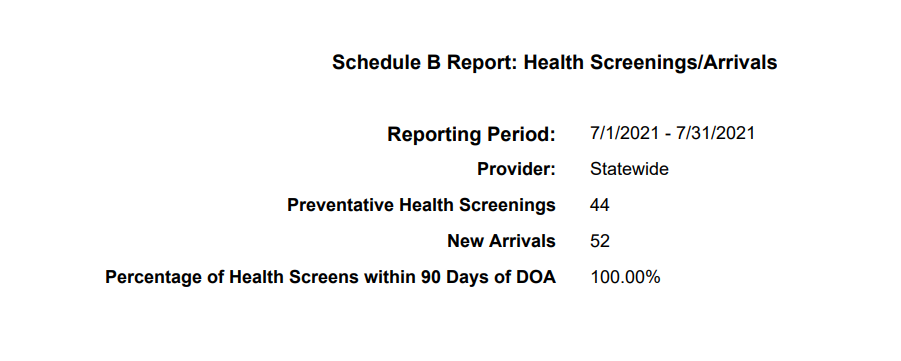 Schedule B Report: Health Screenings/Arrivals
Reporting Period: 7/1/2021 - 7/31/2021
Provider: Statewide
Preventative Health Screenings 44
New Arrivals 52
Percentage of Health Screens within 90 Days of DOA 100.00%